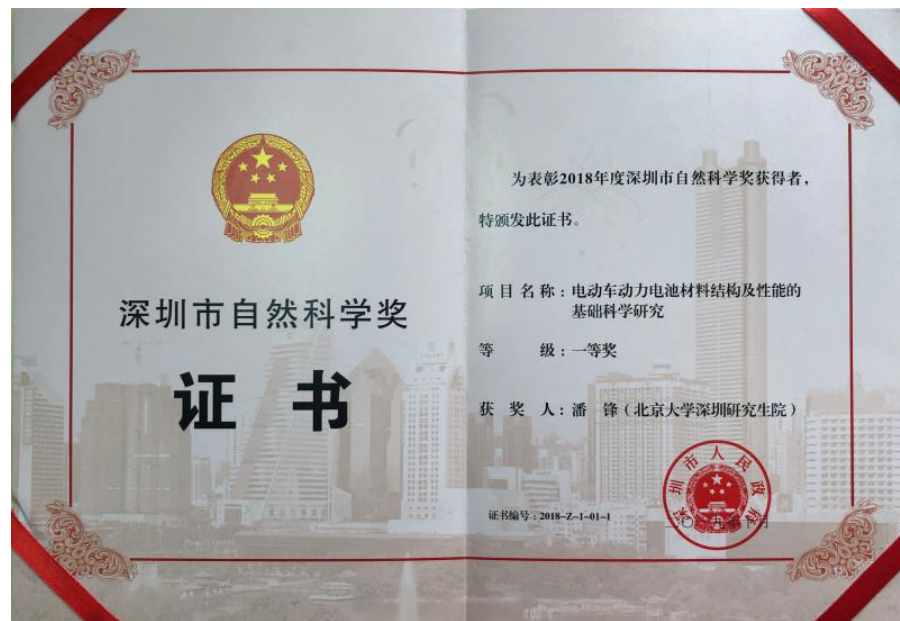 深圳市自然科学奖
证 书
为表彰2018年度深圳市自然科学奖获得者，
特颁发此证书。
项目名称：电动车动力电池材料结构及性能的
基础科学研究
等 级：一等奖
获 奖 人：潘 锋（北京大学深圳研究生院）
证书编号：2018-Z-1-01-1
深圳市人民政府